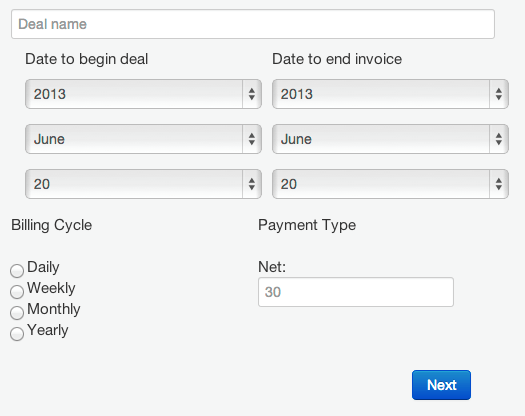 Deal name
Date to begin deal Date to end invoice
2013 2013
June June
20 20
Billing Cycle Payment Type
Daily Net:
Weekly 30
Monthly
Yearly
Next